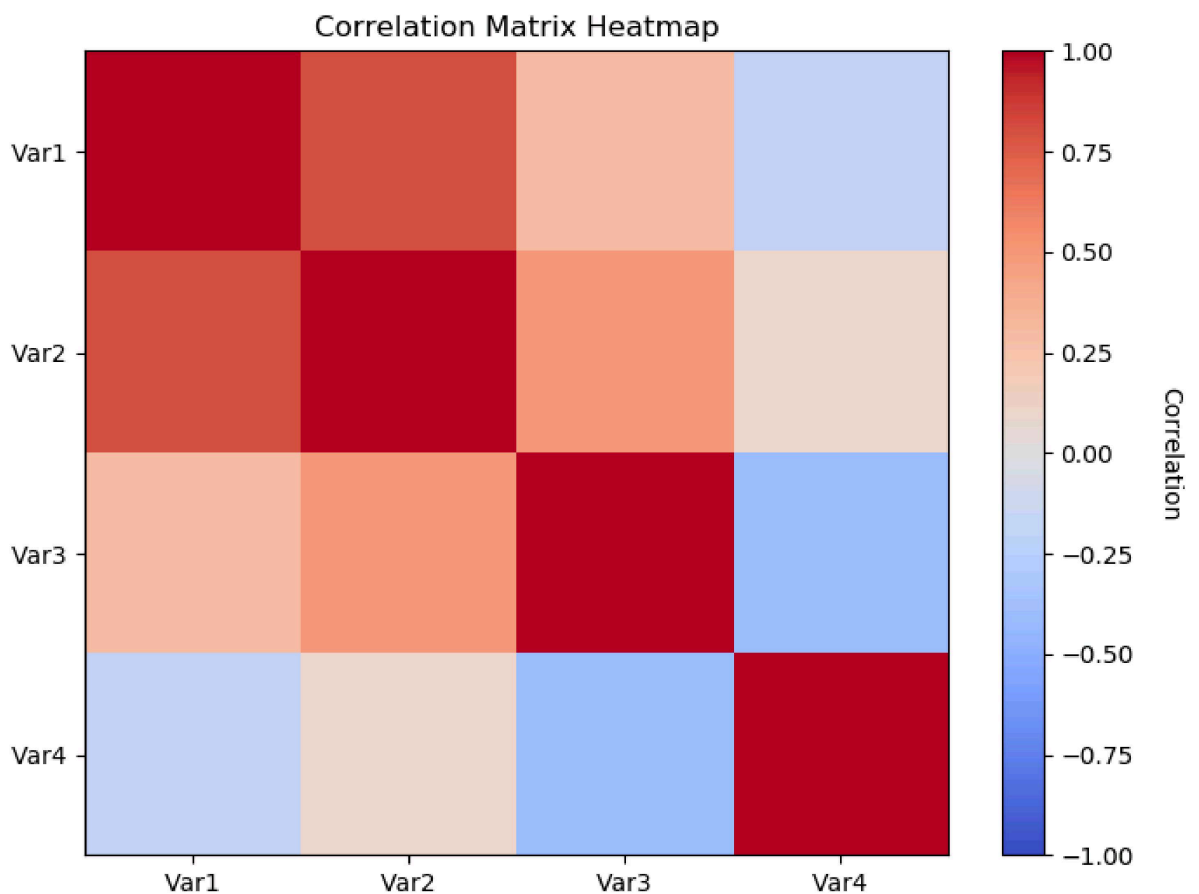 Correlation Matrix Heatmap
Var1
Var2
Var3
Var4
Var1 Var2 Var3 Var4
1.00
0.75
0.50
0.25
0.00
−0.25
−0.50
−0.75
−1.00
Correlation